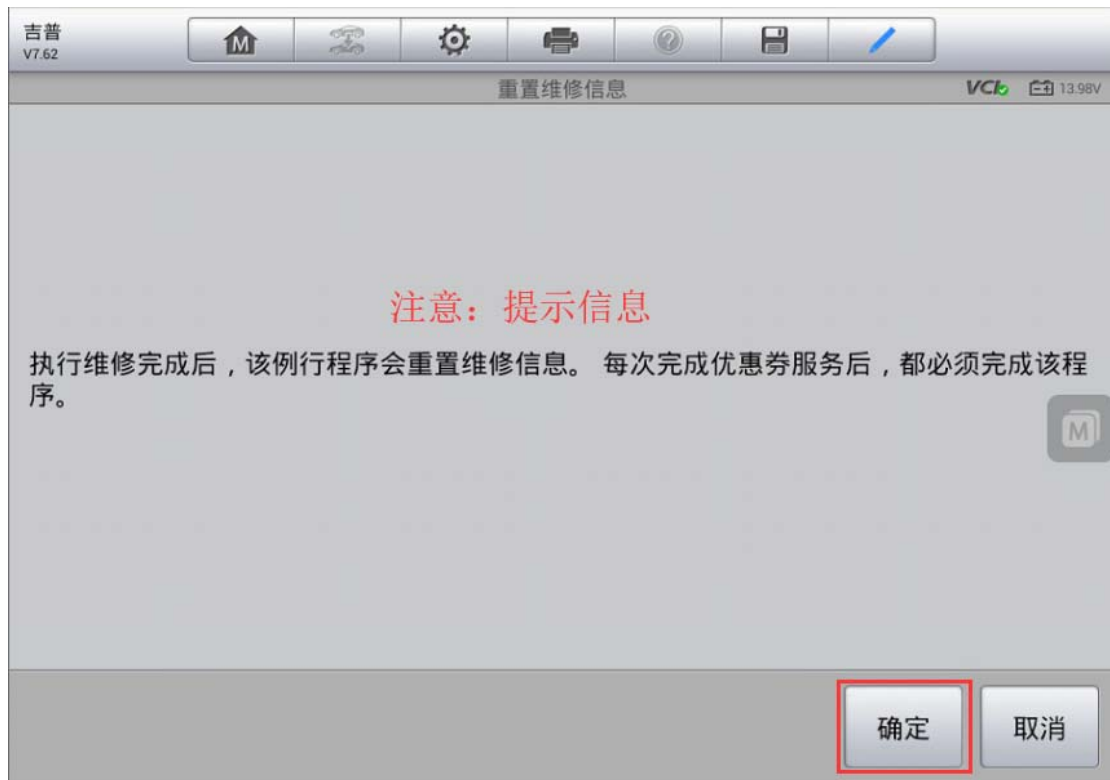 吉普
V7.62
M
重置维修信息
VCI
13.98V
注意：提示信息
执行维修完成后，该例行程序会重置维修信息。 每次完成优惠券服务后，都必须完成该程
序。
M
确定
取消